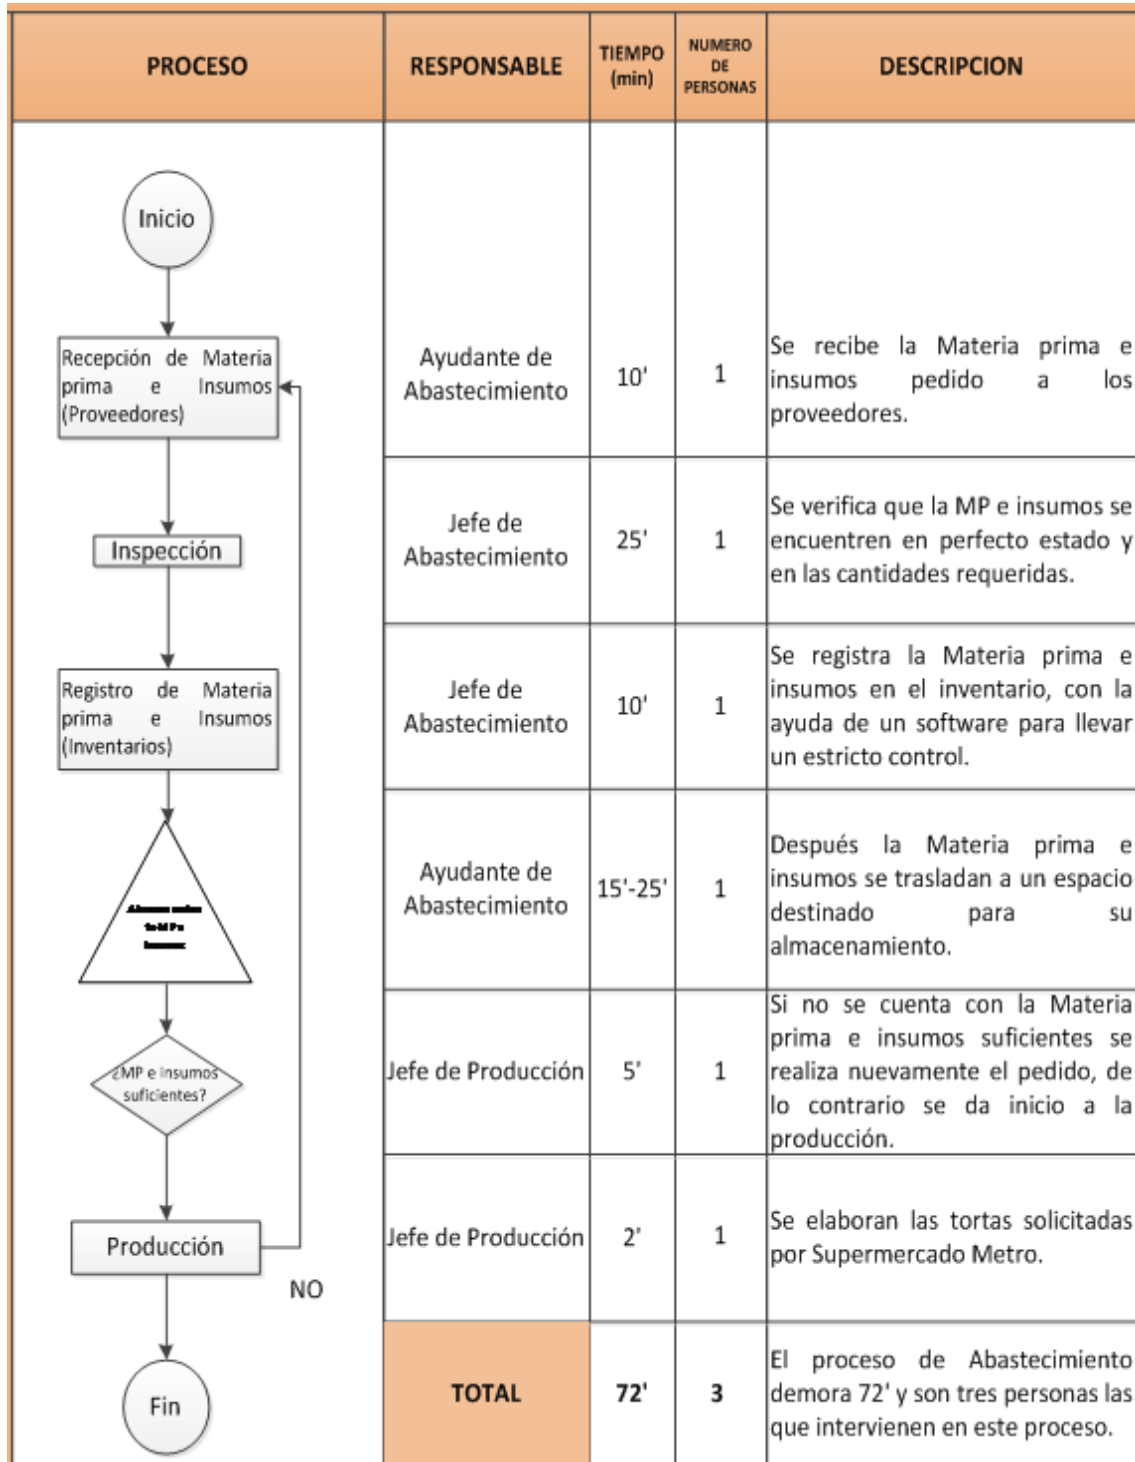 PROCESO
RESPONSABLE
TIEMPO
(min)
NUMERO
DE
PERSONAS
DESCRIPCION
Inicio
Recepción de Materia
prima e Insumos
(Proveedores)
Ayudante de
Abastecimiento
10'
1
Se recibe la Materia prima e
insumos pedido a los
proveedores.
Inspección
Jefe de
Abastecimiento
25'
1
Se verifica que la MP e insumos se
encuentren en perfecto estado y
en las cantidades requeridas.
Registro de Materia
prima e Insumos
(Inventarios)
Jefe de
Abastecimiento
10'
1
Se registra la Materia prima e
insumos en el inventario, con la
ayuda de un software para llevar
un estricto control.
Ayudante de
Abastecimiento
15'-25'
1
Después la Materia prima e
insumos se trasladan a un espacio
destinado para su
almacenamiento.
¿MP e Insumos
suficientes?
Jefe de Producción
5'
1
Si no se cuenta con la Materia
prima e insumos suficientes se
realiza nuevamente el pedido, de
lo contrario se da inicio a la
producción.
Producción
NO
Jefe de Producción
2'
1
Se elaboran las tortas solicitadas
por Supermercado Metro.
Fin
TOTAL
72'
3
El proceso de Abastecimiento
demora 72' y son tres personas las
que intervienen en este proceso.